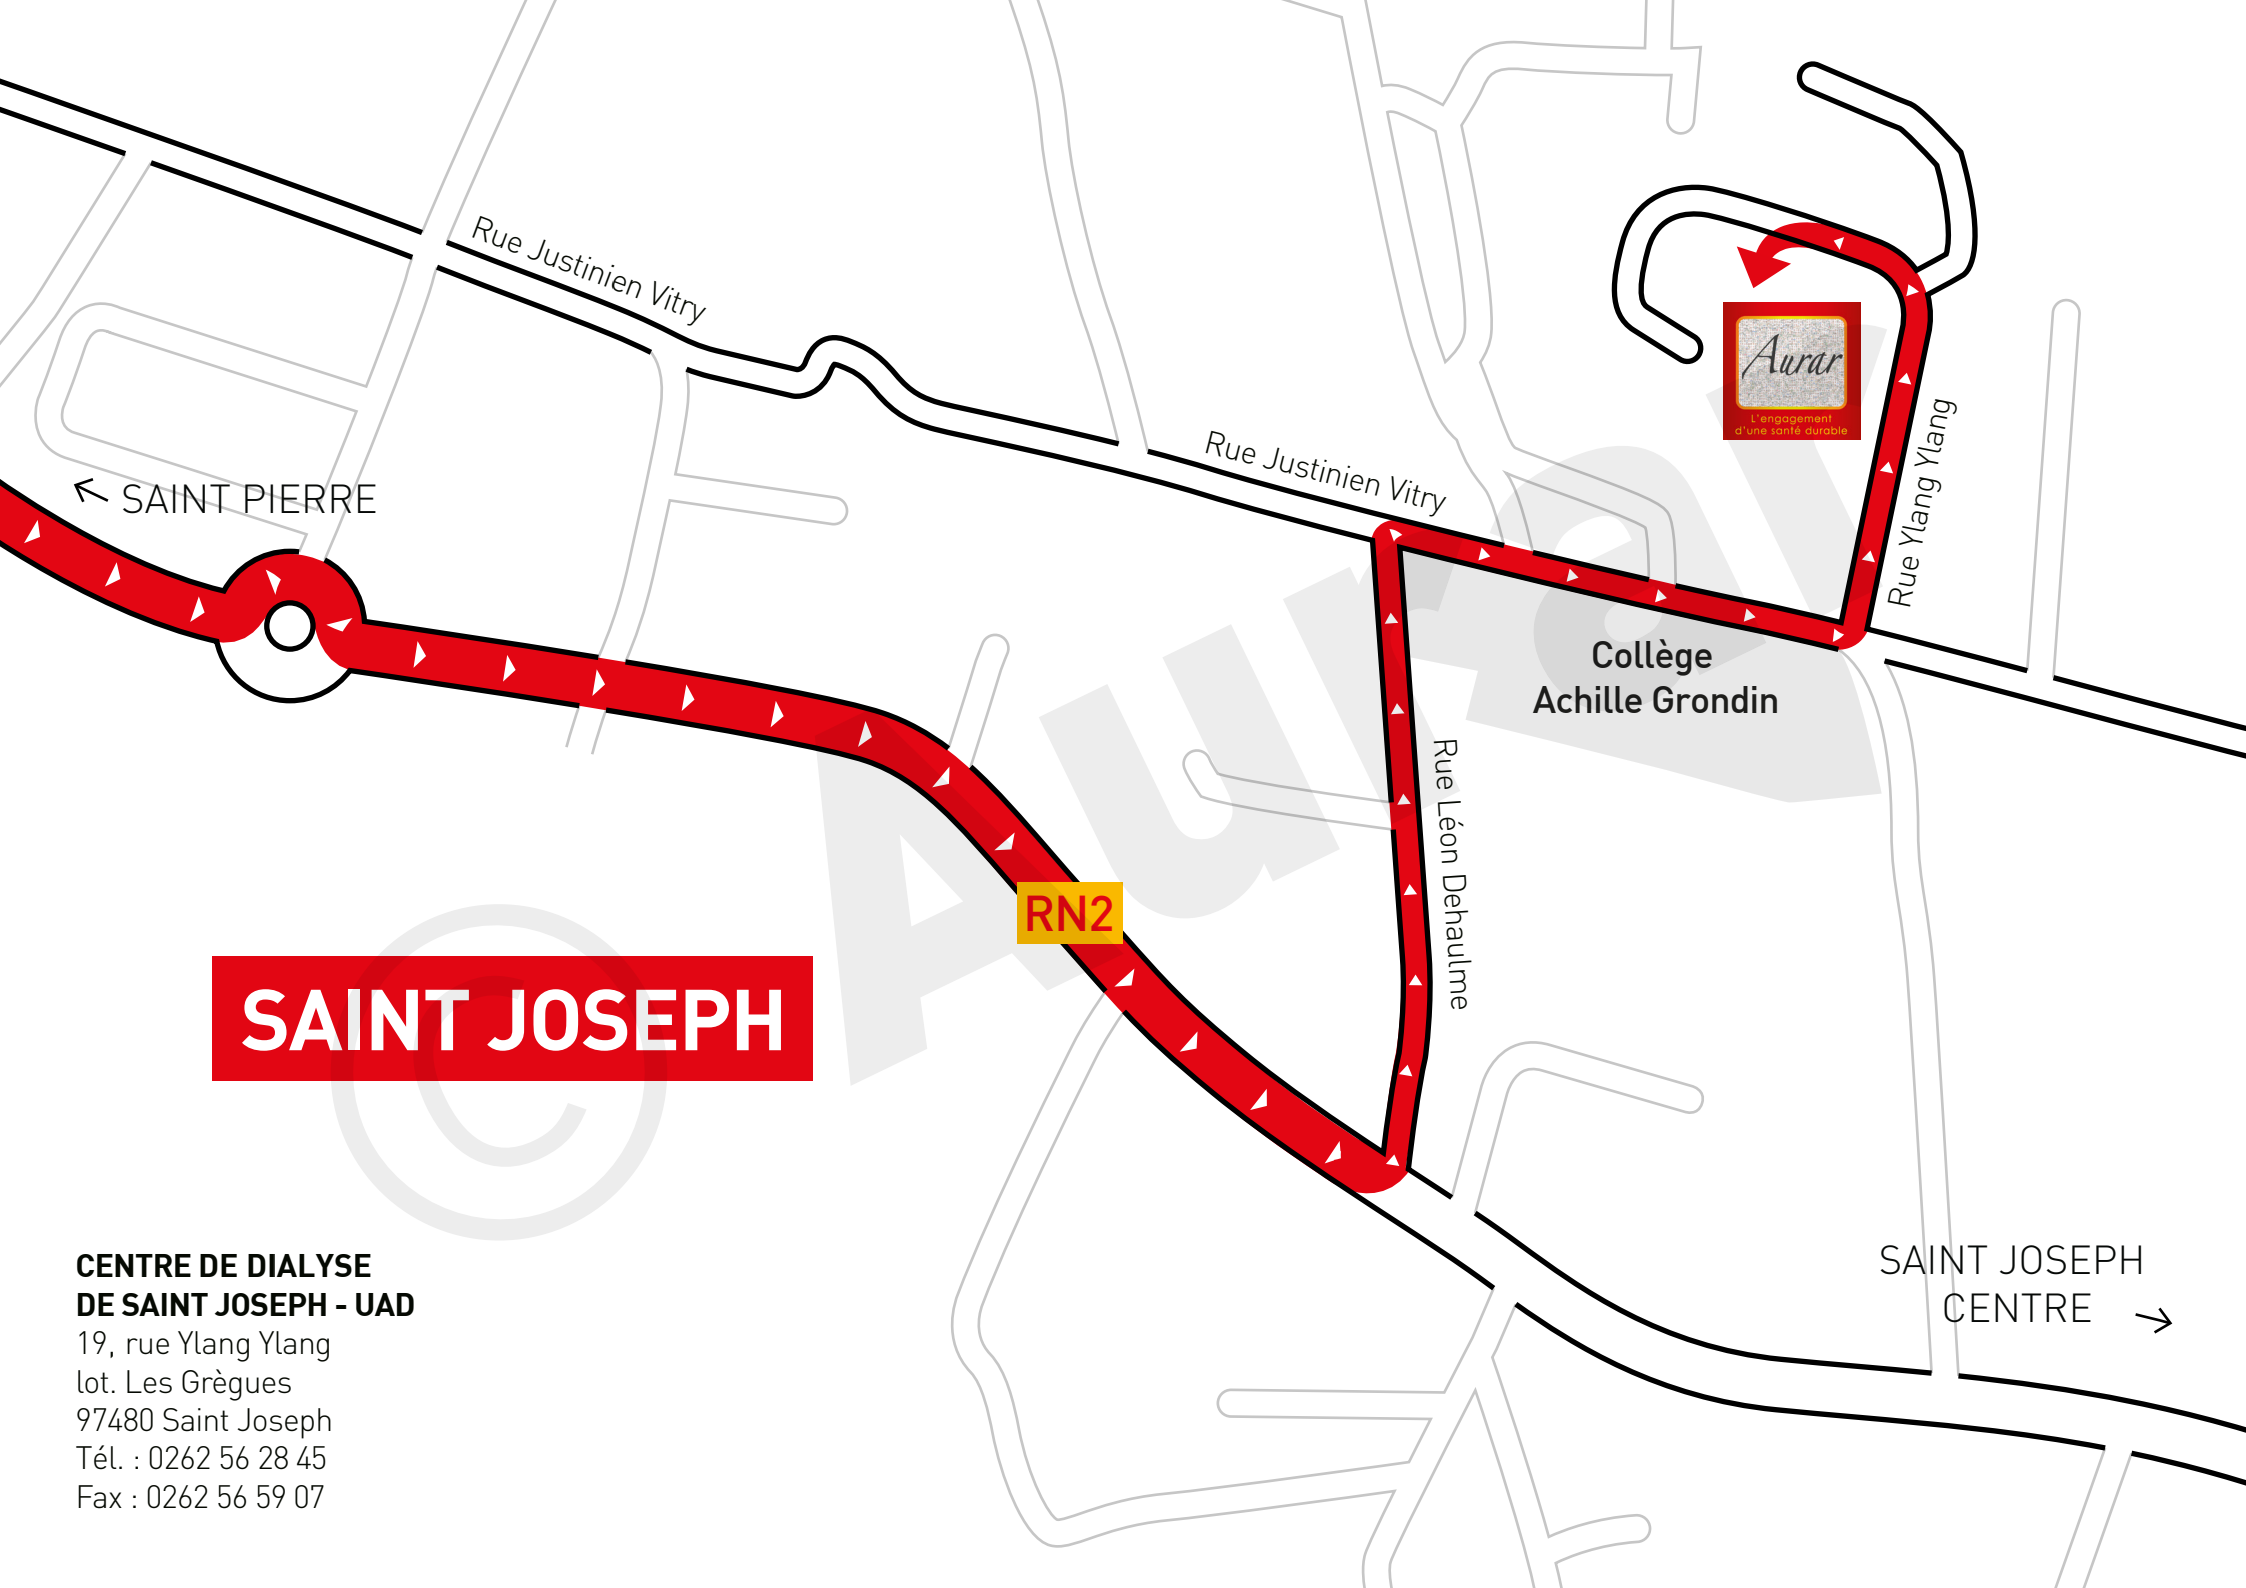 Rue Justinien Vitry
Rue Justinien Vitry
Aurar
L'engagement
d'une santé durable
Rue Ylang Ylang
← SAINT PIERRE
Collège
Achille Grondin
Rue Léon Dehaulme
RN2
© Aurar
SAINT JOSEPH
SAINT JOSEPH
CENTRE →
CENTRE DE DIALYSE
DE SAINT JOSEPH - UAD
19, rue Ylang Ylang
lot. Les Grègues
97480 Saint Joseph
Tél. : 0262 56 28 45
Fax : 0262 56 59 07